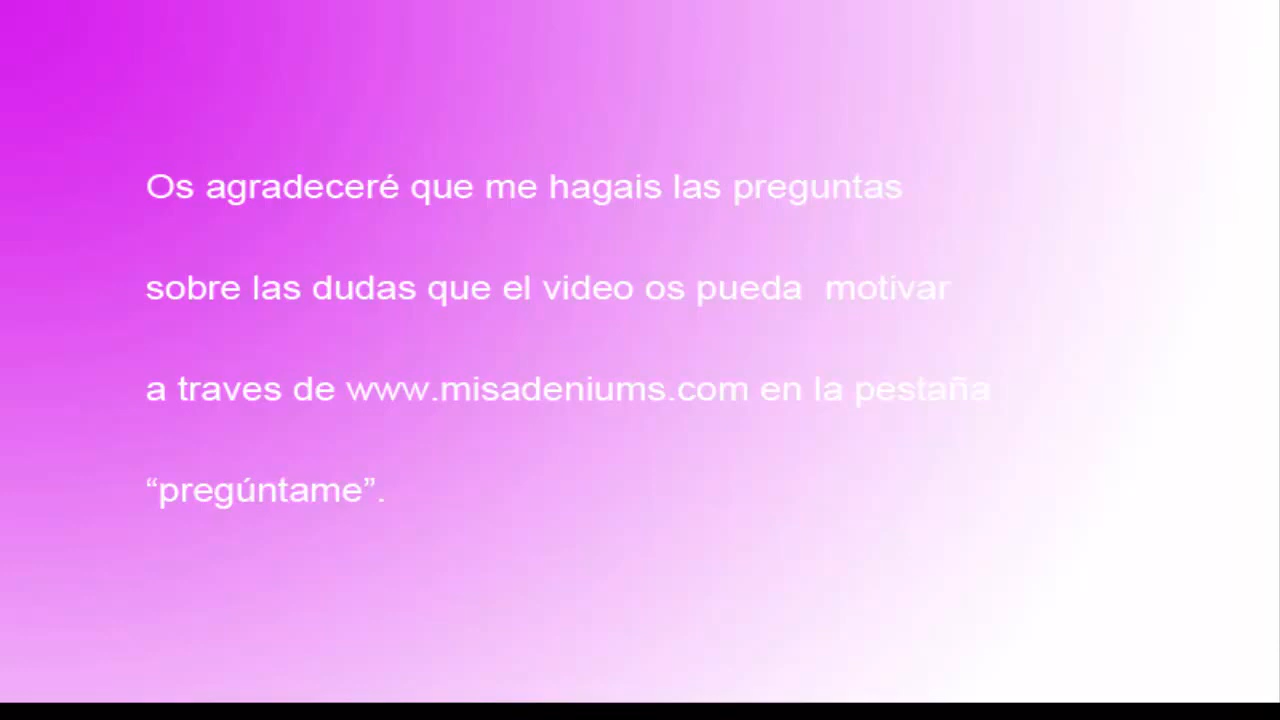 Os agradeceré que me hagais las preguntas
sobre las dudas que el video os pueda  motivar
a traves de www.misadeniums.com en la pestaña
“pregúntame”.